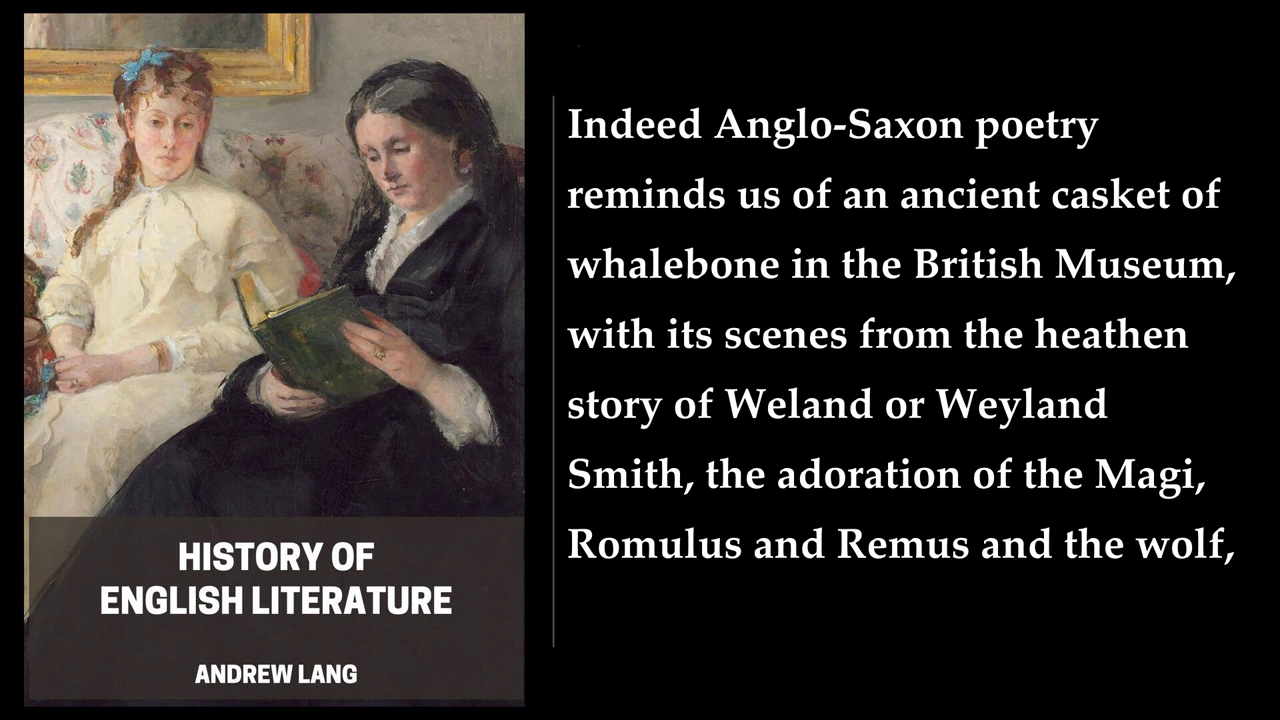 HISTORY OF
ENGLISH LITERATURE
ANDREW LANG
Indeed Anglo-Saxon poetry
reminds us of an ancient casket of
whalebone in the British Museum,
with its scenes from the heathen
story of Weland or Weyland
Smith, the adoration of the Magi,
Romulus and Remus and the wolf,